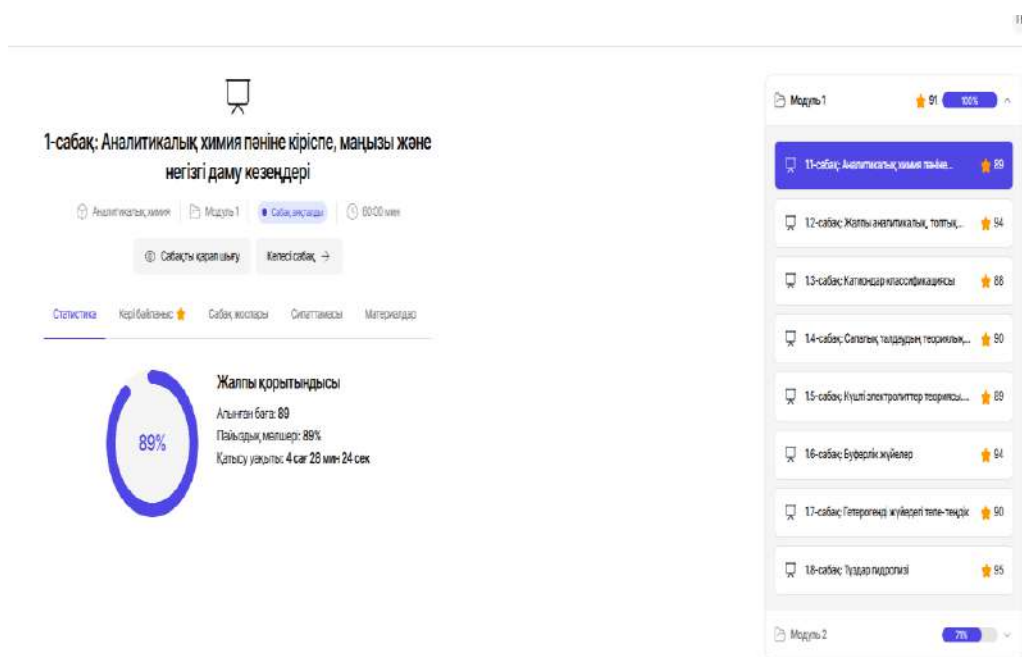 1-сабақ: Аналитикалық химия пәніне кіріспе, маңызы және
негізгі даму кезеңдері
Аналитикалық химия
Модуль 1
Сабақ аяқталды
60:00 мин
Сабақты қарап шығу
Келесі сабақ →
Статистика
Кері байланыс
Сабақ жоспары
Сипаттамасы
Материалдар
89%
Жалпы қорытындысы
Алынған баға: 89
Пайыздық мөлшері: 89%
Қатысу уақыты: 4 сағ 28 мин 24 сек
Модуль 1
91
100%
1.1-сабақ: Аналитикалық химия пәніне...
89
1.2-сабақ: Жалпы аналитикалық, топтық,...
94
1.3-сабақ: Катиондар классификациясы
88
1.4-сабақ: Сапалық талдаудың теориялық...
90
1.5-сабақ: Күшті электролиттер теориясы...
89
1.6-сабақ: Буферлік жүйелер
94
1.7-сабақ: Гетерогенді жүйедегі тепе-теңдік
90
1.8-сабақ: Тұздар гидролизі
95
Модуль 2
71%